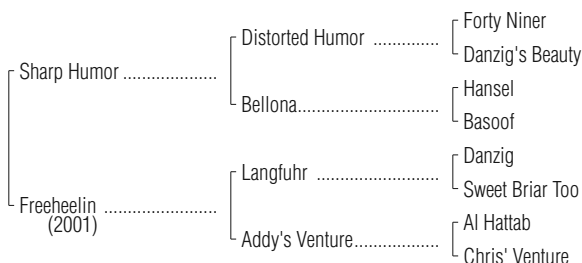 Forty Niner
Distorted Humor ..............
Danzig's Beauty
Sharp Humor ....................
Hansel
Bellona..............................
Basoof
Danzig
Langfuhr ..........................
Sweet Briar Too
Freeheelin ........................
(2001)
Al Hattab
Addy's Venture..................
Chris' Venture